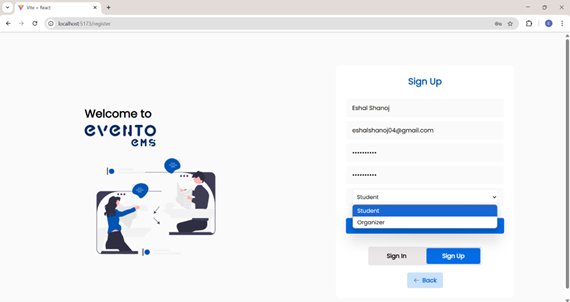 Vite + React
localhost:5173/register
Sign Up
Welcome to
evento
ems
Eshal Shanoj
eshalshanoj04@gmail.com
••••••••••
••••••••••
Student
Student
Organizer
Sign In
Sign Up
← Back